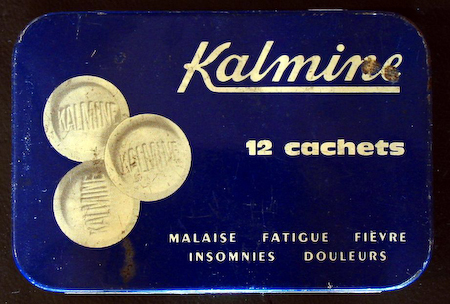 Kalmine
12 cachets
KALMINE
KALMINE
KALMINE
MALAISE FATIGUE FIÈVRE
INSOMNIES DOULEURS